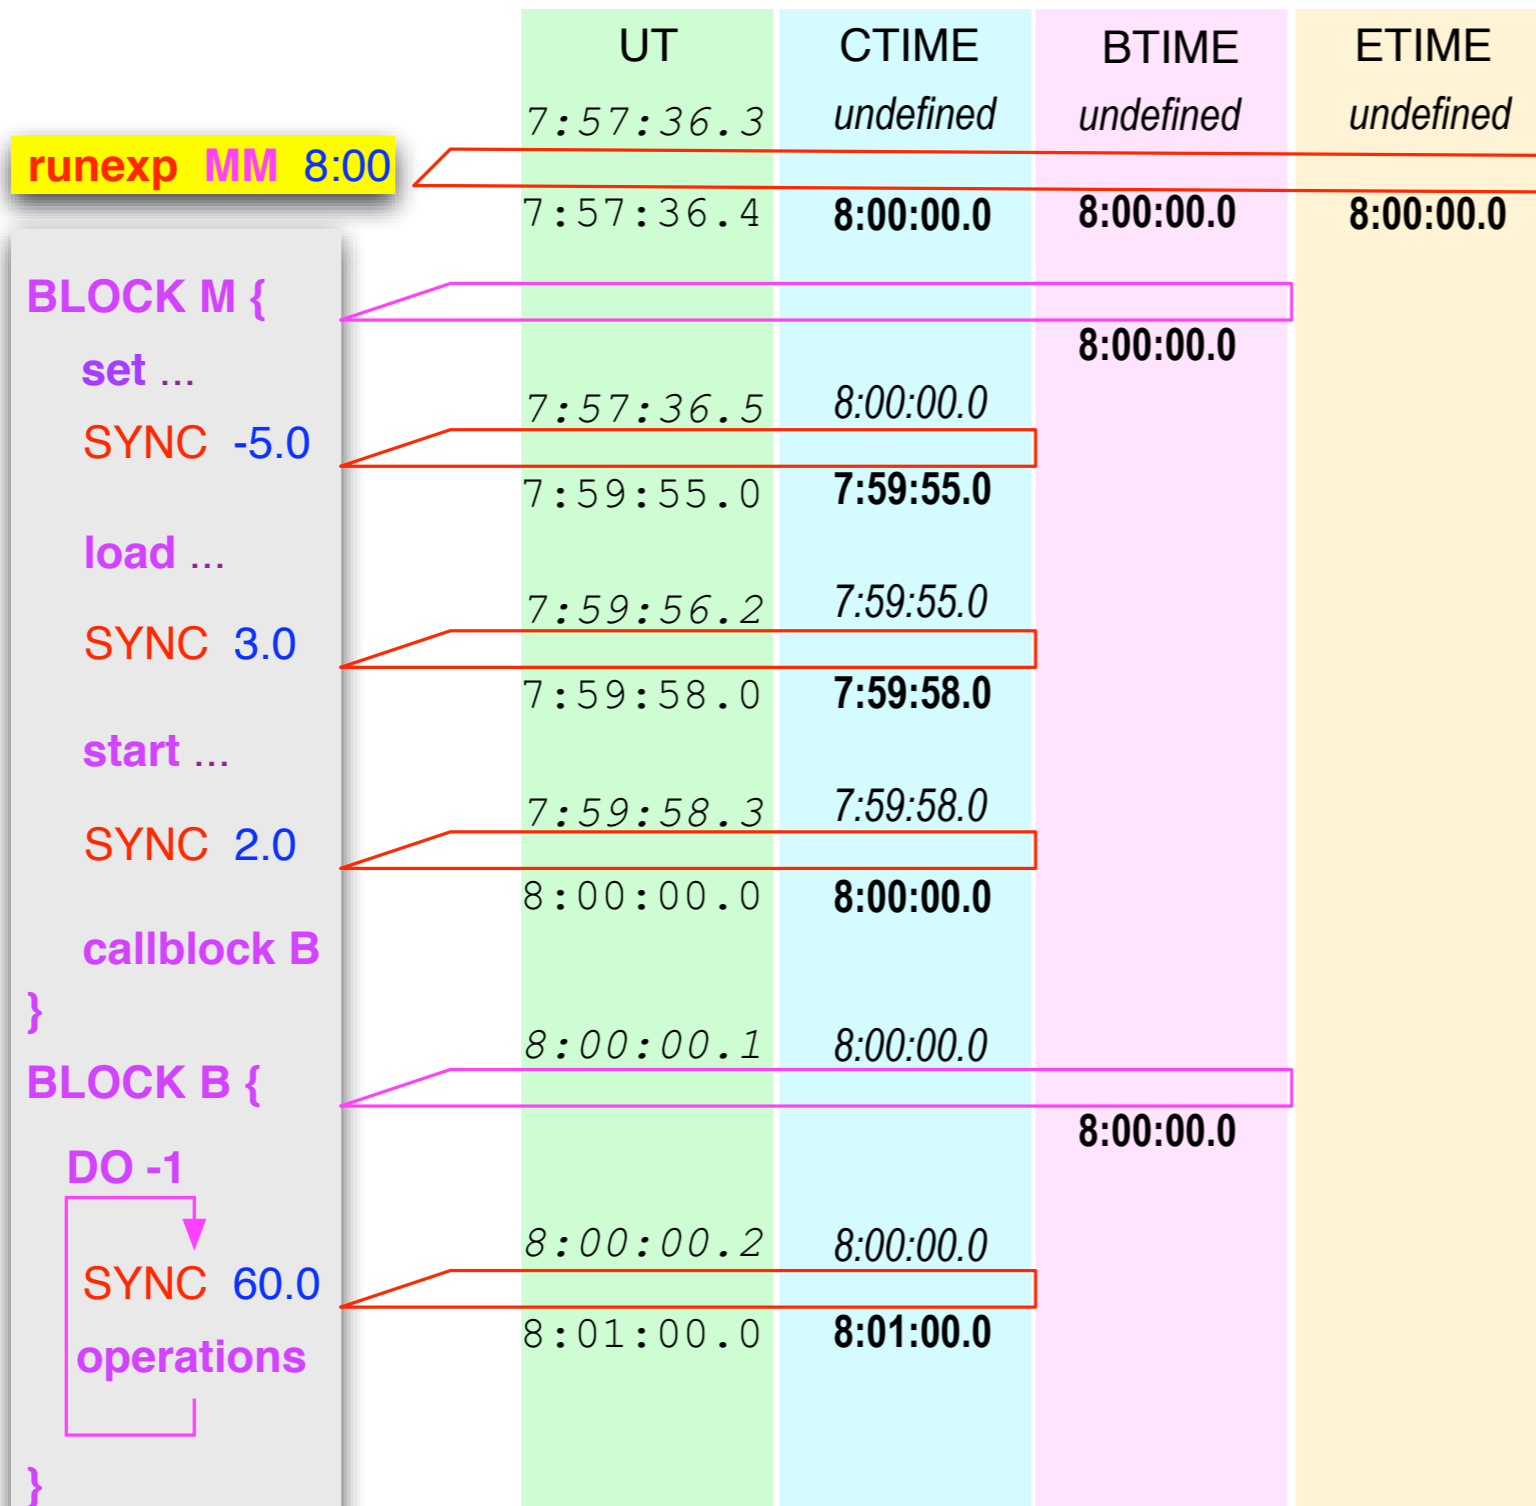 UT CTIME BTIME ETIME
7:57:36.3 undefined undefined undefined
runexp MM 8:00
7:57:36.4 8:00:00.0 8:00:00.0 8:00:00.0
BLOCK M {
8:00:00.0
set ...
7:57:36.5 8:00:00.0
SYNC -5.0
7:59:55.0 7:59:55.0
load ...
7:59:56.2 7:59:55.0
SYNC 3.0
7:59:58.0 7:59:58.0
start ...
7:59:58.3 7:59:58.0
SYNC 2.0
8:00:00.0 8:00:00.0
callblock B
}
8:00:00.1 8:00:00.0
BLOCK B {
8:00:00.0
DO -1
8:00:00.2 8:00:00.0
SYNC 60.0
8:01:00.0 8:01:00.0
operations
}